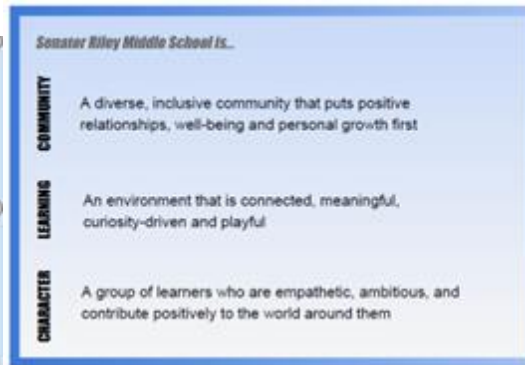 Senator Riley Middle School is...
COMMUNITY
A diverse, inclusive community that puts positive
relationships, well-being and personal growth first
LEARNING
An environment that is connected, meaningful,
curiosity-driven and playful
CHARACTER
A group of learners who are empathetic, ambitious, and
contribute positively to the world around them